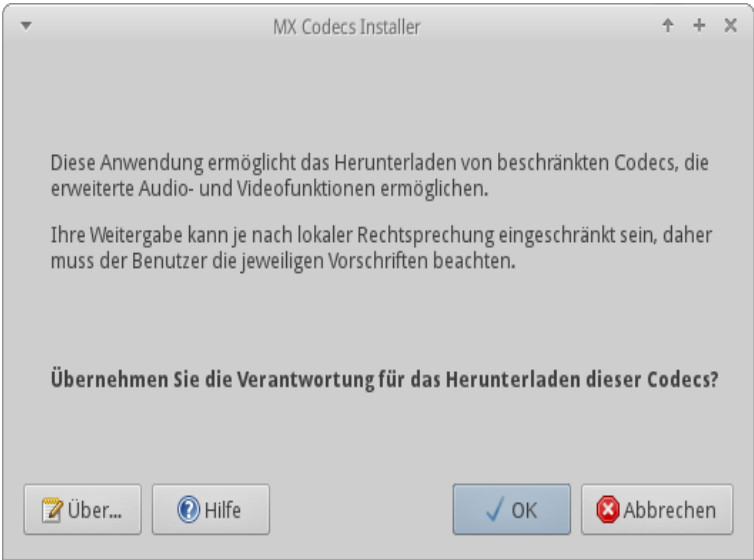 MX Codecs Installer
Diese Anwendung ermöglicht das Herunterladen von beschränkten Codecs, die
erweiterte Audio- und Videofunktionen ermöglichen.
Ihre Weitergabe kann je nach lokaler Rechtsprechung eingeschränkt sein, daher
muss der Benutzer die jeweiligen Vorschriften beachten.
Übernehmen Sie die Verantwortung für das Herunterladen dieser Codecs?
Über... Hilfe OK Abbrechen